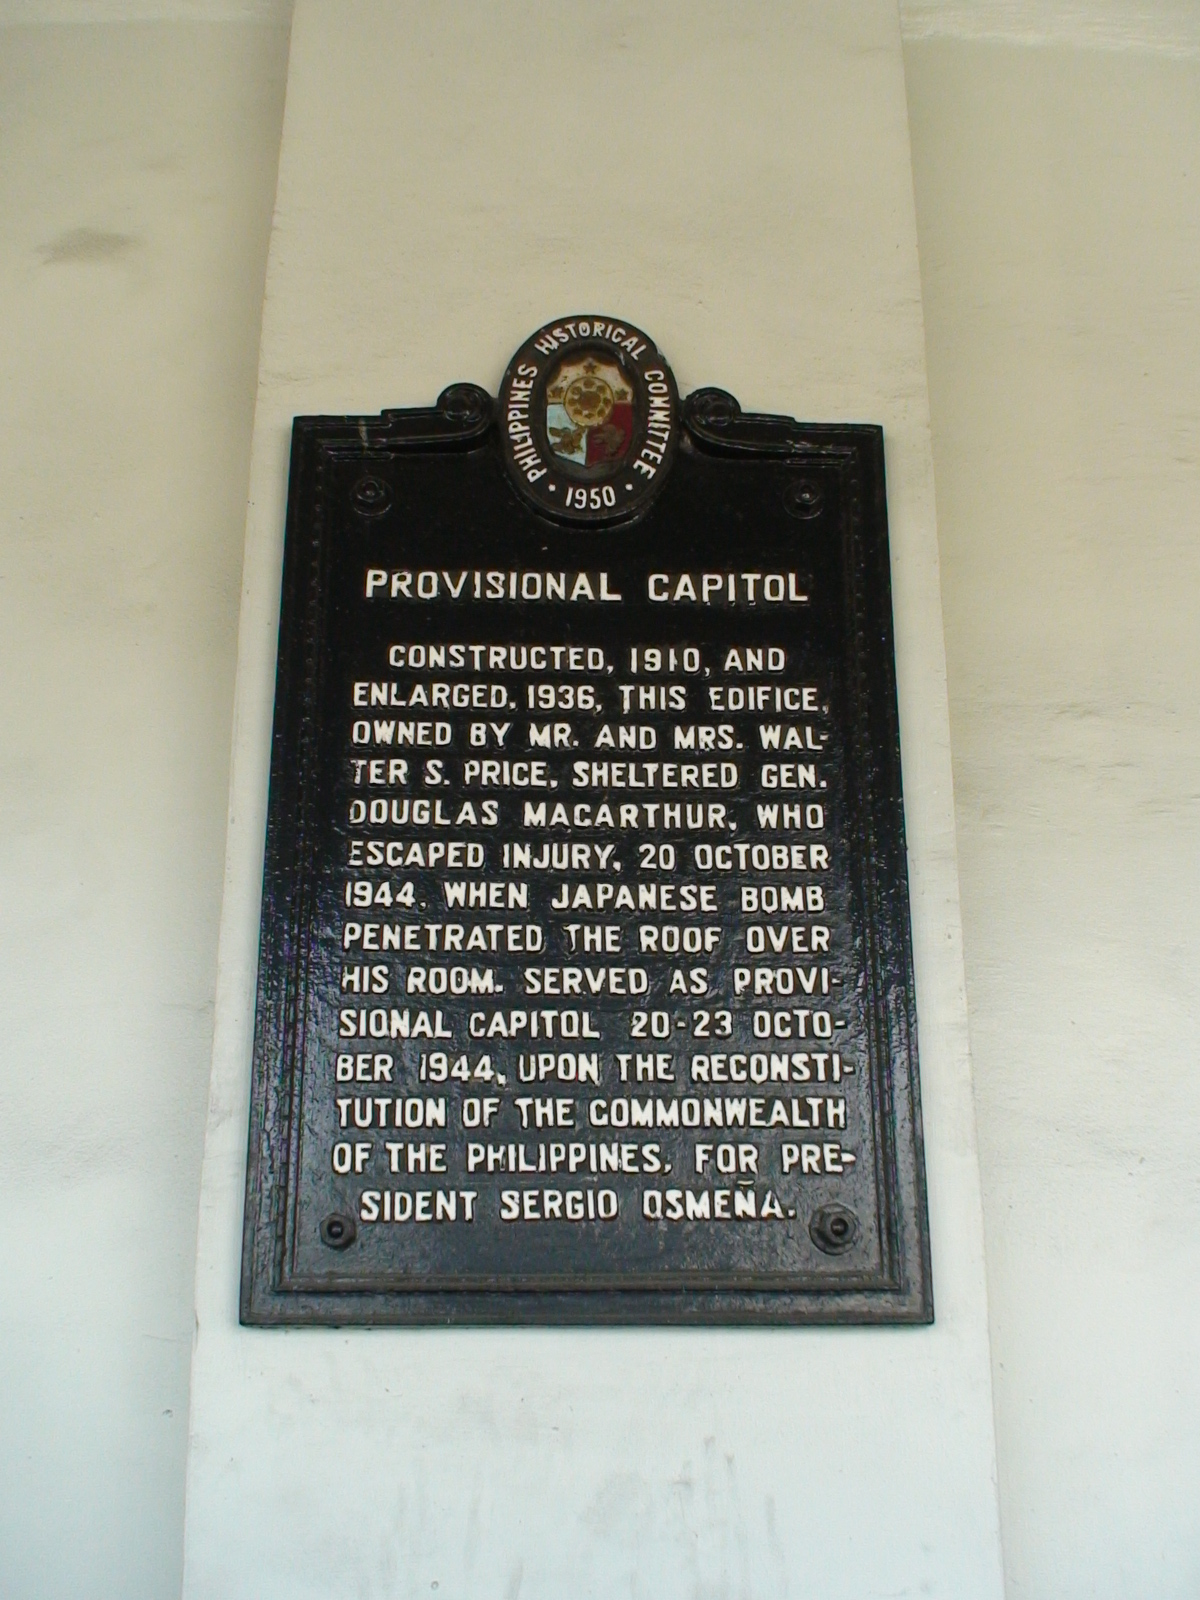 PHILIPPINES HISTORICAL COMMITTEE
• 1950 •
PROVISIONAL CAPITOL
CONSTRUCTED, 1910, AND
ENLARGED, 1936, THIS EDIFICE,
OWNED BY MR. AND MRS. WAL-
TER S. PRICE, SHELTERED GEN.
DOUGLAS MACARTHUR, WHO
ESCAPED INJURY, 20 OCTOBER
1944, WHEN JAPANESE BOMB
PENETRATED THE ROOF OVER
HIS ROOM. SERVED AS PROVI-
SIONAL CAPITOL 20-23 OCTO-
BER 1944, UPON THE RECONSTI-
TUTION OF THE COMMONWEALTH
OF THE PHILIPPINES, FOR PRE-
SIDENT SERGIO OSMEÑA.